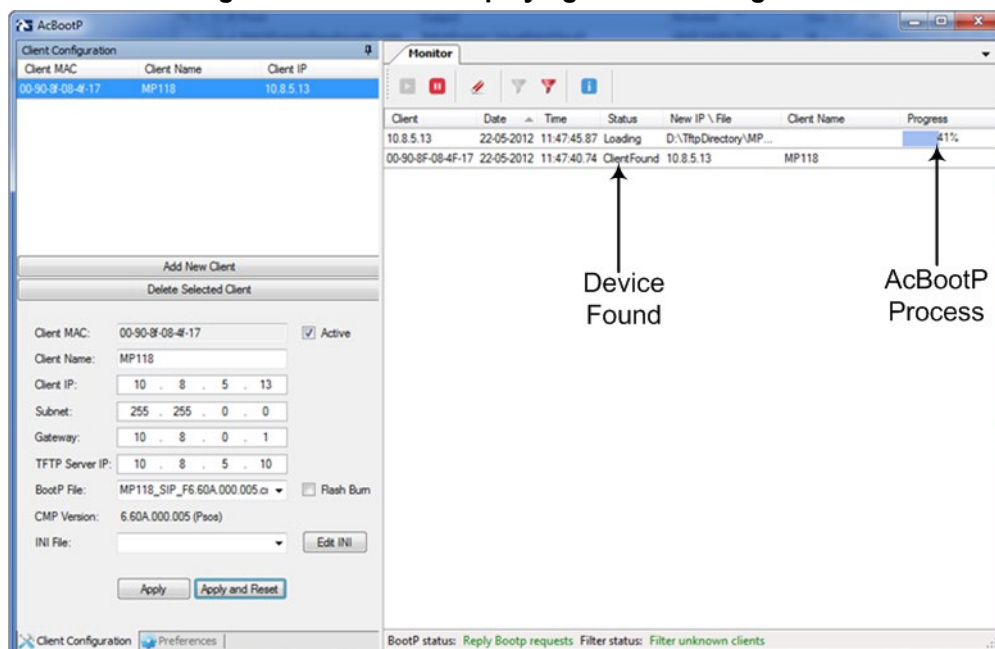 AcBootP
Client Configuration
Client MAC Client Name Client IP
00-90-8f-08-4f-17 MP118 10.8.5.13
Add New Client
Delete Selected Client
Client MAC: 00-90-8f-08-4f-17 Active
Client Name: MP118
Client IP: 10 . 8 . 5 . 13
Subnet: 255 . 255 . 0 . 0
Gateway: 10 . 8 . 0 . 1
TFTP Server IP: 10 . 8 . 5 . 10
BootP File: MP118_SIP_F6.60A.000.005.c Flash Burn
CMP Version: 6.60A.000.005 (Psos)
INI File: Edit INI
Apply Apply and Reset
Client Configuration Preferences
Monitor
Client Date Time Status New IP \ File Client Name Progress
10.8.5.13 22-05-2012 11:47:45.87 Loading D:\TftpDirectory\MP... 41%
00-90-8F-08-4F-17 22-05-2012 11:47:40.74 ClientFound 10.8.5.13 MP118
Device
Found
AcBootP
Process
BootP status: Reply Bootp requests Filter status: Filter unknown clients